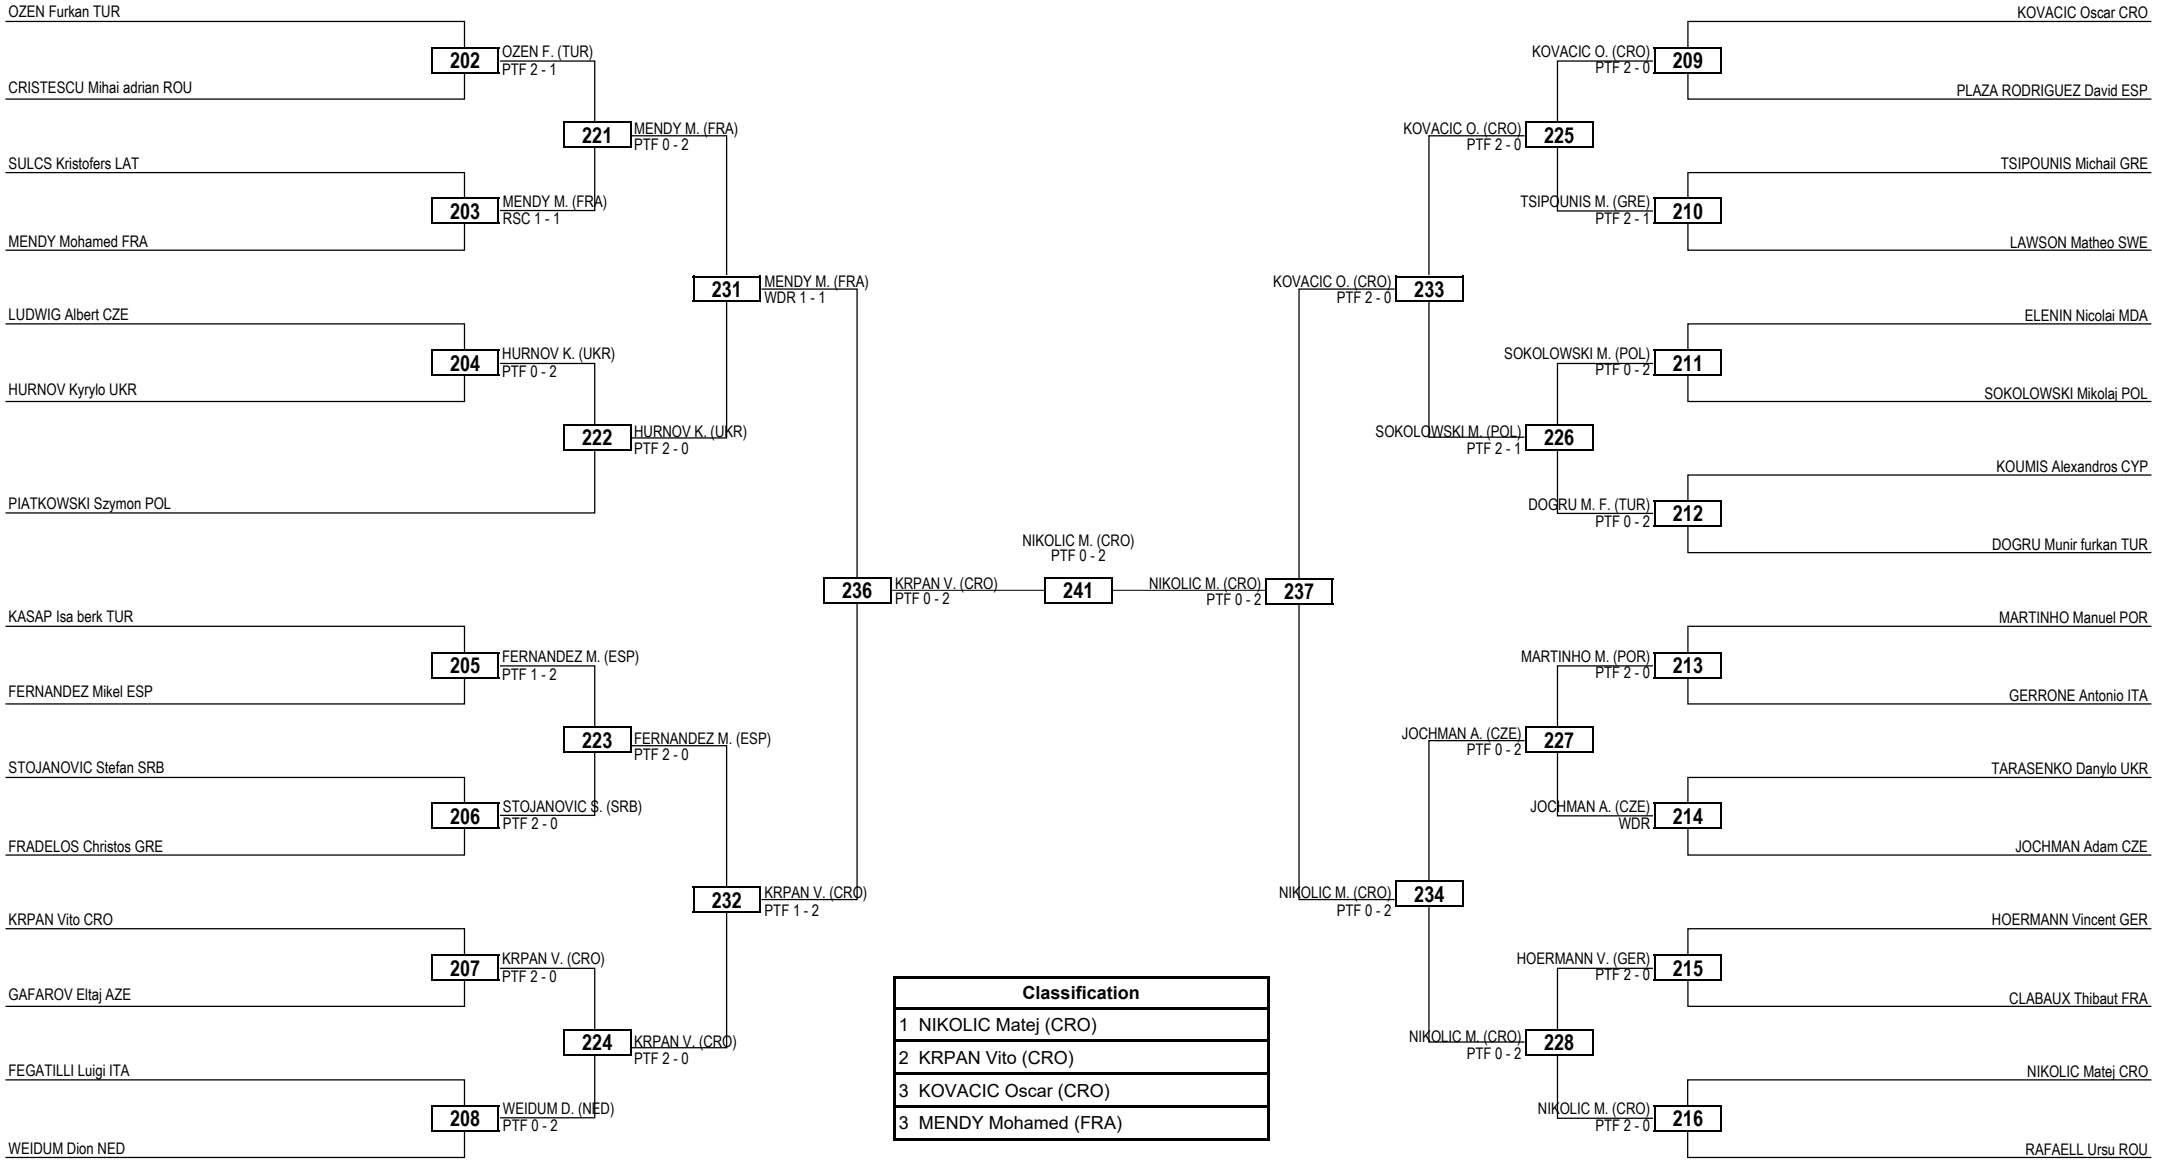 OZEN Furkan TUR
202
OZEN F. (TUR)
PTF 2 - 1
CRISTESCU Mihai adrian ROU
221
MENDY M. (FRA)
PTF 0 - 2
SULCS Kristofers LAT
203
MENDY M. (FRA)
RSC 1 - 1
MENDY Mohamed FRA
231
MENDY M. (FRA)
WDR 1 - 1
LUDWIG Albert CZE
204
HURNOV K. (UKR)
PTF 0 - 2
HURNOV Kyrylo UKR
222
HURNOV K. (UKR)
PTF 2 - 0
PIATKOWSKI Szymon POL
236
KRPAN V. (CRO)
PTF 0 - 2
KASAP Isa berk TUR
205
FERNANDEZ M. (ESP)
PTF 1 - 2
FERNANDEZ Mikel ESP
223
FERNANDEZ M. (ESP)
PTF 2 - 0
STOJANOVIC Stefan SRB
206
STOJANOVIC S. (SRB)
PTF 2 - 0
FRADELOS Christos GRE
232
KRPAN V. (CRO)
PTF 1 - 2
KRPAN Vito CRO
207
KRPAN V. (CRO)
PTF 2 - 0
GAFAROV Eltaj AZE
224
KRPAN V. (CRO)
PTF 2 - 0
FEGATILLI Luigi ITA
208
WEIDUM D. (NED)
PTF 0 - 2
WEIDUM Dion NED
NIKOLIC M. (CRO)
PTF 0 - 2
241
KOVACIC Oscar CRO
KOVACIC O. (CRO)
PTF 2 - 0
209
PLAZA RODRIGUEZ David ESP
KOVACIC O. (CRO)
PTF 2 - 0
225
TSIPOUNIS Michail GRE
TSIPOUNIS M. (GRE)
PTF 2 - 1
210
LAWSON Matheo SWE
KOVACIC O. (CRO)
PTF 2 - 0
233
ELENIN Nicolai MDA
SOKOLOWSKI M. (POL)
PTF 0 - 2
211
SOKOLOWSKI Mikolaj POL
SOKOLOWSKI M. (POL)
PTF 2 - 1
226
KOUMIS Alexandros CYP
DOGRU M. F. (TUR)
PTF 0 - 2
212
DOGRU Munir furkan TUR
NIKOLIC M. (CRO)
PTF 0 - 2
237
MARTINHO Manuel POR
MARTINHO M. (POR)
PTF 2 - 0
213
GERRONE Antonio ITA
JOCHMAN A. (CZE)
PTF 0 - 2
227
TARASENKO Danylo UKR
JOCHMAN A. (CZE)
WDR
214
JOCHMAN Adam CZE
NIKOLIC M. (CRO)
PTF 0 - 2
234
HOERMANN Vincent GER
HOERMANN V. (GER)
PTF 2 - 0
215
CLABAUX Thibaut FRA
NIKOLIC M. (CRO)
PTF 0 - 2
228
NIKOLIC Matej CRO
NIKOLIC M. (CRO)
PTF 2 - 0
216
RAFAELL Ursu ROU
Classification
1 NIKOLIC Matej (CRO)
2 KRPAN Vito (CRO)
3 KOVACIC Oscar (CRO)
3 MENDY Mohamed (FRA)